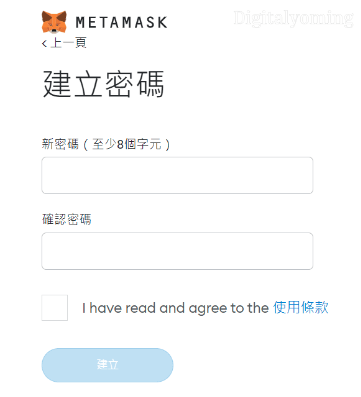 Digitalyoming
METAMASK
< 上一頁
建立密碼
新密碼（至少8個字元）
確認密碼
I have read and agree to the 使用條款
建立